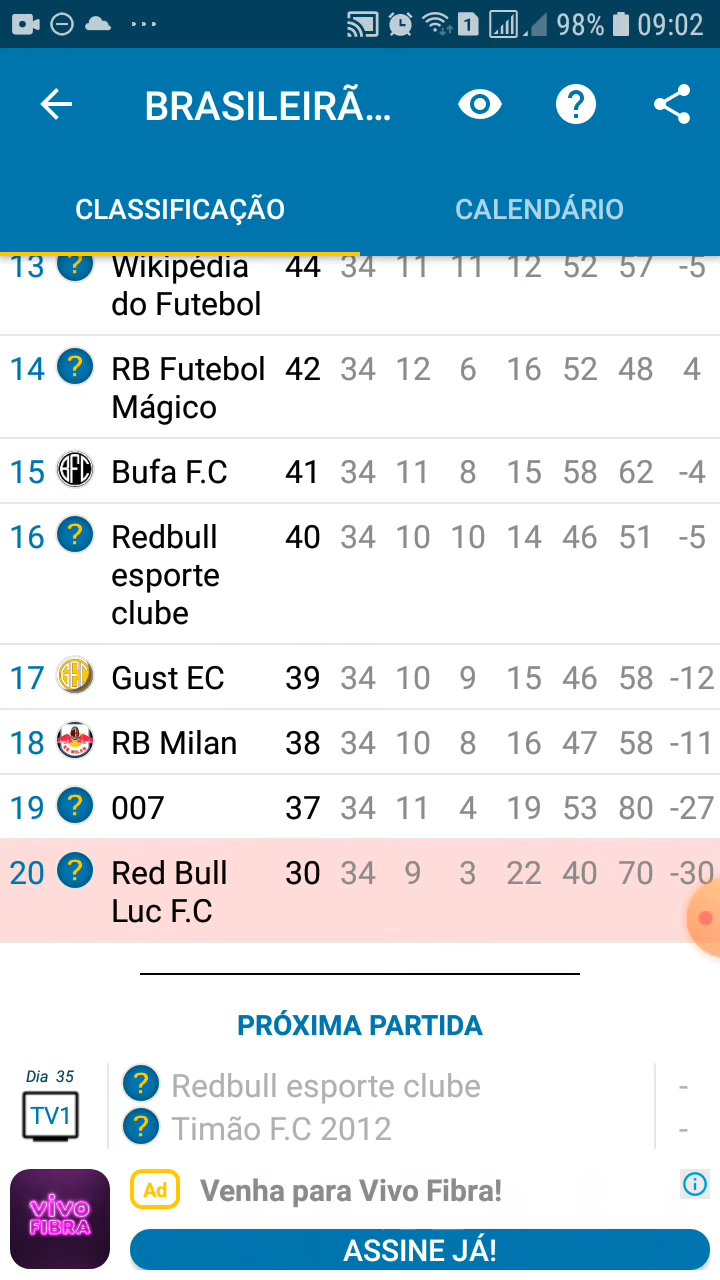 1 98% 09:02
BRASILEIRÃ... ?
CLASSIFICAÇÃO CALENDÁRIO
13 ? Wikipédia 44 34 11 11 12 52 57 -5
do Futebol
14 ? RB Futebol 42 34 12 6 16 52 48 4
Mágico
15 BFC Bufa F.C 41 34 11 8 15 58 62 -4
16 ? Redbull 40 34 10 10 14 46 51 -5
esporte
clube
17 GEC Gust EC 39 34 10 9 15 46 58 -12
18 RB Milan 38 34 10 8 16 47 58 -11
19 ? 007 37 34 11 4 19 53 80 -27
20 ? Red Bull 30 34 9 3 22 40 70 -30
Luc F.C
PRÓXIMA PARTIDA
Dia 35
TV1
? Redbull esporte clube -
? Timão F.C 2012 -
vivo
FIBRA
Ad Venha para Vivo Fibra!
ASSINE JÁ!